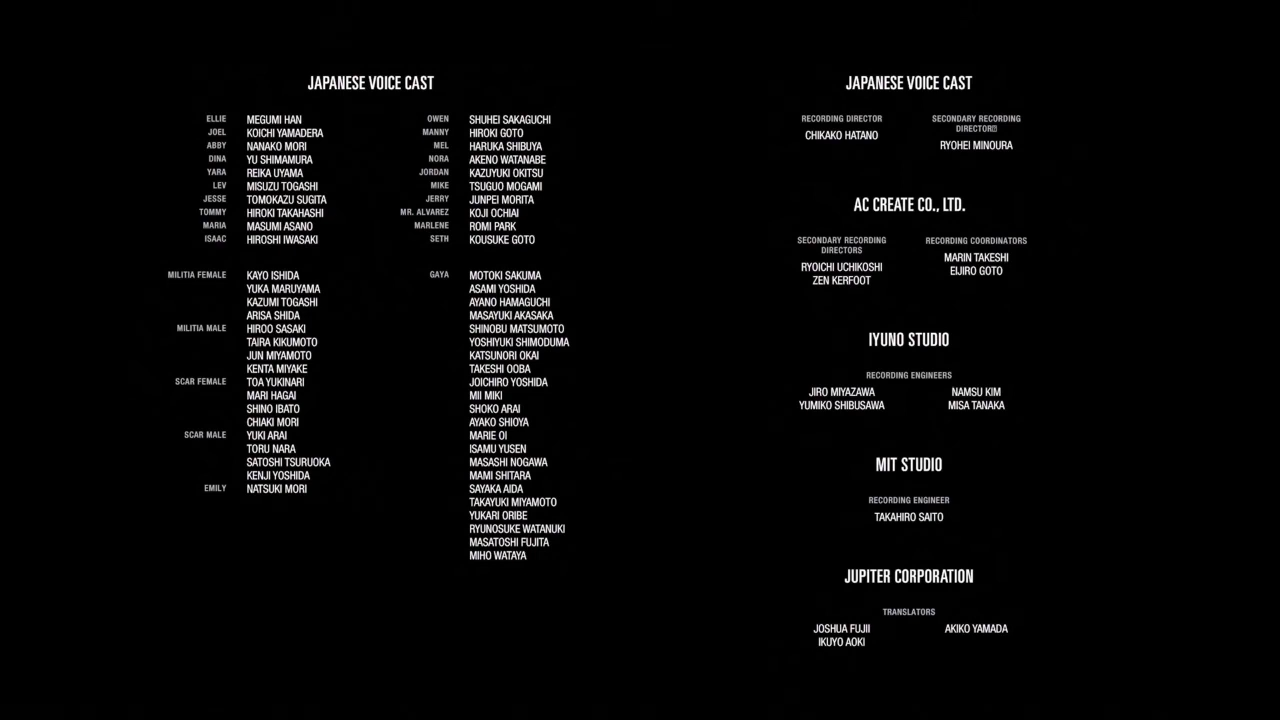 JAPANESE VOICE CAST
ELLIE MEGUMI HAN
JOEL KOICHI YAMADERA
ABBY NANAKO MORI
DINA YU SHIMAMURA
YARA REIKA UYAMA
LEV MISUZU TOGASHI
JESSE TOMOKAZU SUGITA
TOMMY HIROKI TAKAHASHI
MARIA MASUMI ASANO
ISAAC HIROSHI IWASAKI
OWEN SHUHEI SAKAGUCHI
MANNY HIROKI GOTO
MEL HARUKA SHIBUYA
NORA AKENO WATANABE
JORDAN KAZUYUKI OKITSU
MIKE TSUGUO MOGAMI
JERRY JUNPEI MORITA
MR. ALVAREZ KOJI OCHIAI
MARLENE ROMI PARK
SETH KOUSUKE GOTO
MILITIA FEMALE KAYO ISHIDA
YUKA MARUYAMA
KAZUMI TOGASHI
ARISA SHIDA
MILITIA MALE HIROO SASAKI
TAIRA KIKUMOTO
JUN MIYAMOTO
KENTA MIYAKE
SCAR FEMALE TOA YUKINARI
MARI HAGAI
SHINO IBATO
CHIAKI MORI
SCAR MALE YUKI ARAI
TORU NARA
SATOSHI TSURUOKA
KENJI YOSHIDA
EMILY NATSUKI MORI
GAYA MOTOKI SAKUMA
ASAMI YOSHIDA
AYANO HAMAGUCHI
MASAYUKI AKASAKA
SHINOBU MATSUMOTO
YOSHIYUKI SHIMODUMA
KATSUNORI OKAI
TAKESHI OOBA
JOICHIRO YOSHIDA
MII MIKI
SHOKO ARAI
AYAKO SHIOYA
MARIE OI
ISAMU YUSEN
MASASHI NOGAWA
MAMI SHITARA
SAYAKA AIDA
TAKAYUKI MIYAMOTO
YUKARI ORIBE
RYUNOSUKE WATANUKI
MASATOSHI FUJITA
MIHO WATAYA
JAPANESE VOICE CAST
RECORDING DIRECTOR
CHIKAKO HATANO
SECONDARY RECORDING
DIRECTOR
RYOHEI MINOURA
AC CREATE CO., LTD.
SECONDARY RECORDING
DIRECTORS
RYOICHI UCHIKOSHI
ZEN KERFOOT
RECORDING COORDINATORS
MARIN TAKESHI
EIJIRO GOTO
IYUNO STUDIO
RECORDING ENGINEERS
JIRO MIYAZAWA
YUMIKO SHIBUSAWA
NAMSU KIM
MISA TANAKA
MIT STUDIO
RECORDING ENGINEER
TAKAHIRO SAITO
JUPITER CORPORATION
TRANSLATORS
JOSHUA FUJII
IKUYO AOKI
AKIKO YAMADA